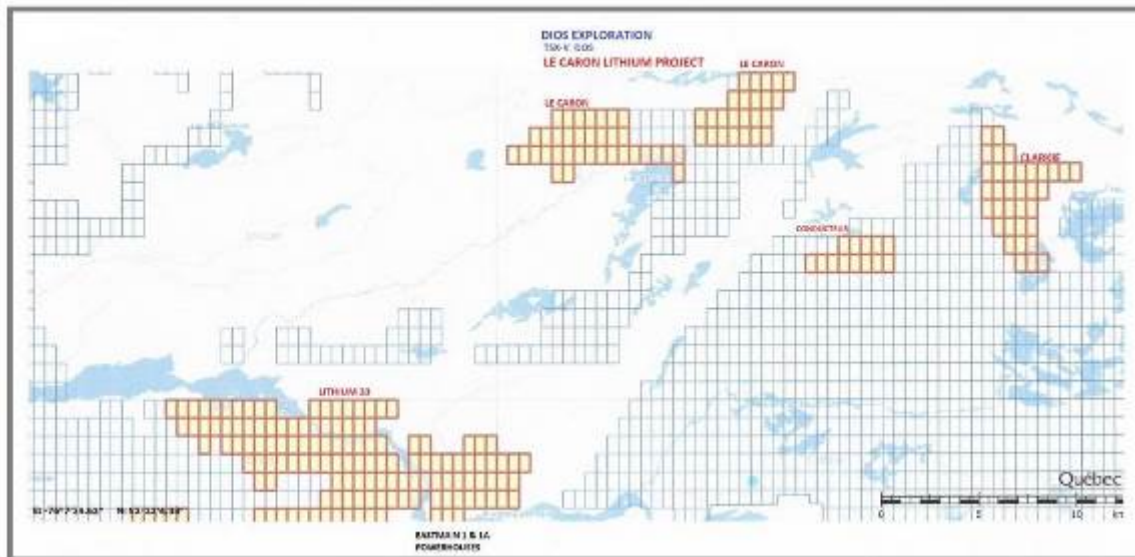 DIOS EXPLORATION
LE CARON LITHIUM PROJECT
LE CARON
LE CARON
CLARKIE
LITHIUM 33
Québec
0 5 10
km
EASTMAIN 1 & 1A
POWERHOUSES